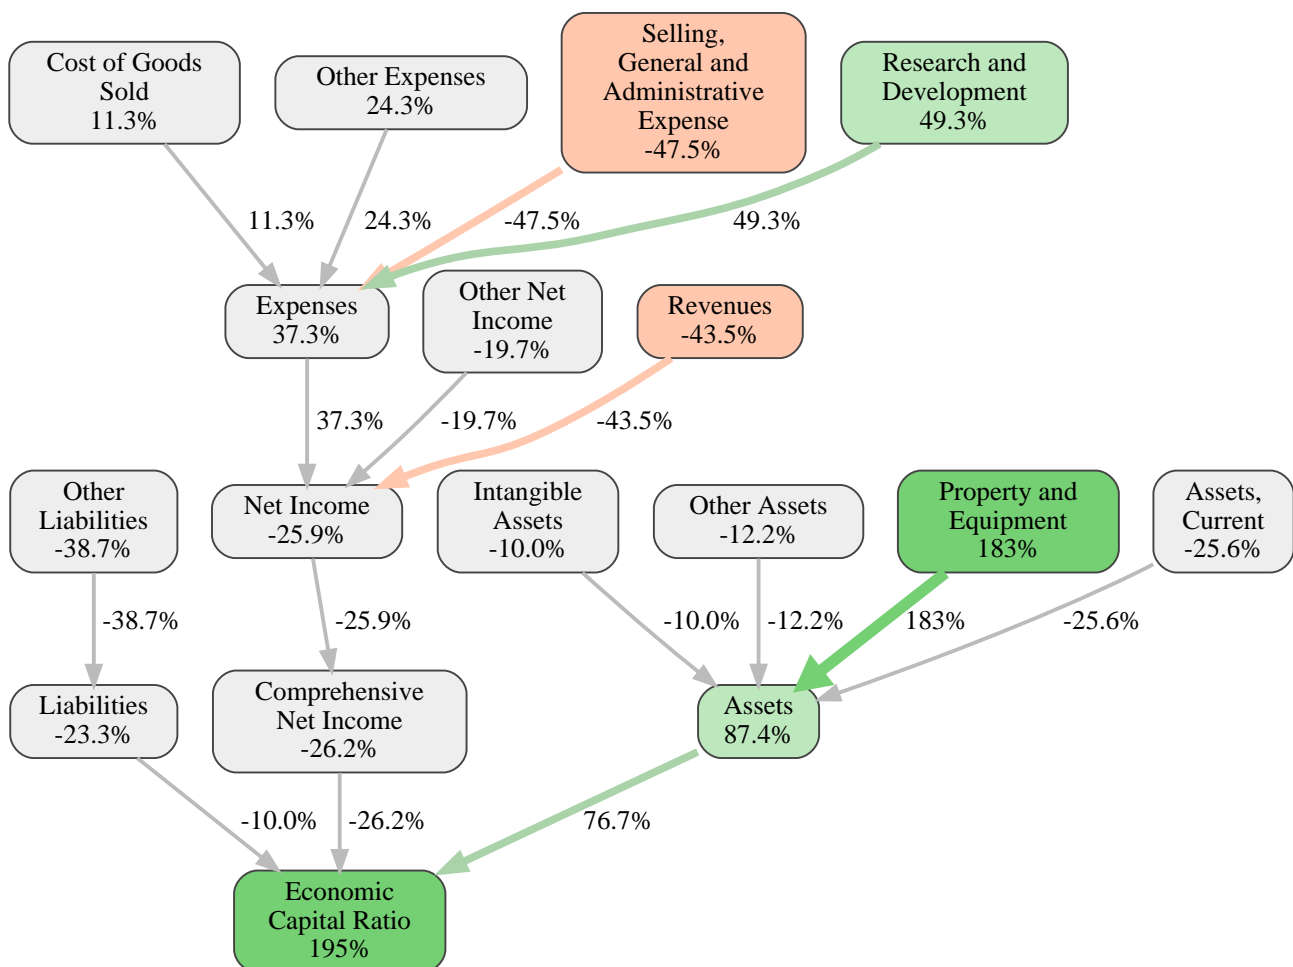 Cost of Goods
Sold
11.3%
Other Expenses
24.3%
Selling,
General and
Administrative
Expense
-47.5%
Research and
Development
49.3%
11.3%
24.3%
-47.5%
49.3%
Expenses
37.3%
Other Net
Income
-19.7%
Revenues
-43.5%
37.3%
-19.7%
-43.5%
Other
Liabilities
-38.7%
Net Income
-25.9%
Intangible
Assets
-10.0%
Other Assets
-12.2%
Property and
Equipment
183%
Assets,
Current
-25.6%
-38.7%
-25.9%
-10.0%
-12.2%
183%
-25.6%
Liabilities
-23.3%
Comprehensive
Net Income
-26.2%
Assets
87.4%
-10.0%
-26.2%
76.7%
Economic
Capital Ratio
195%